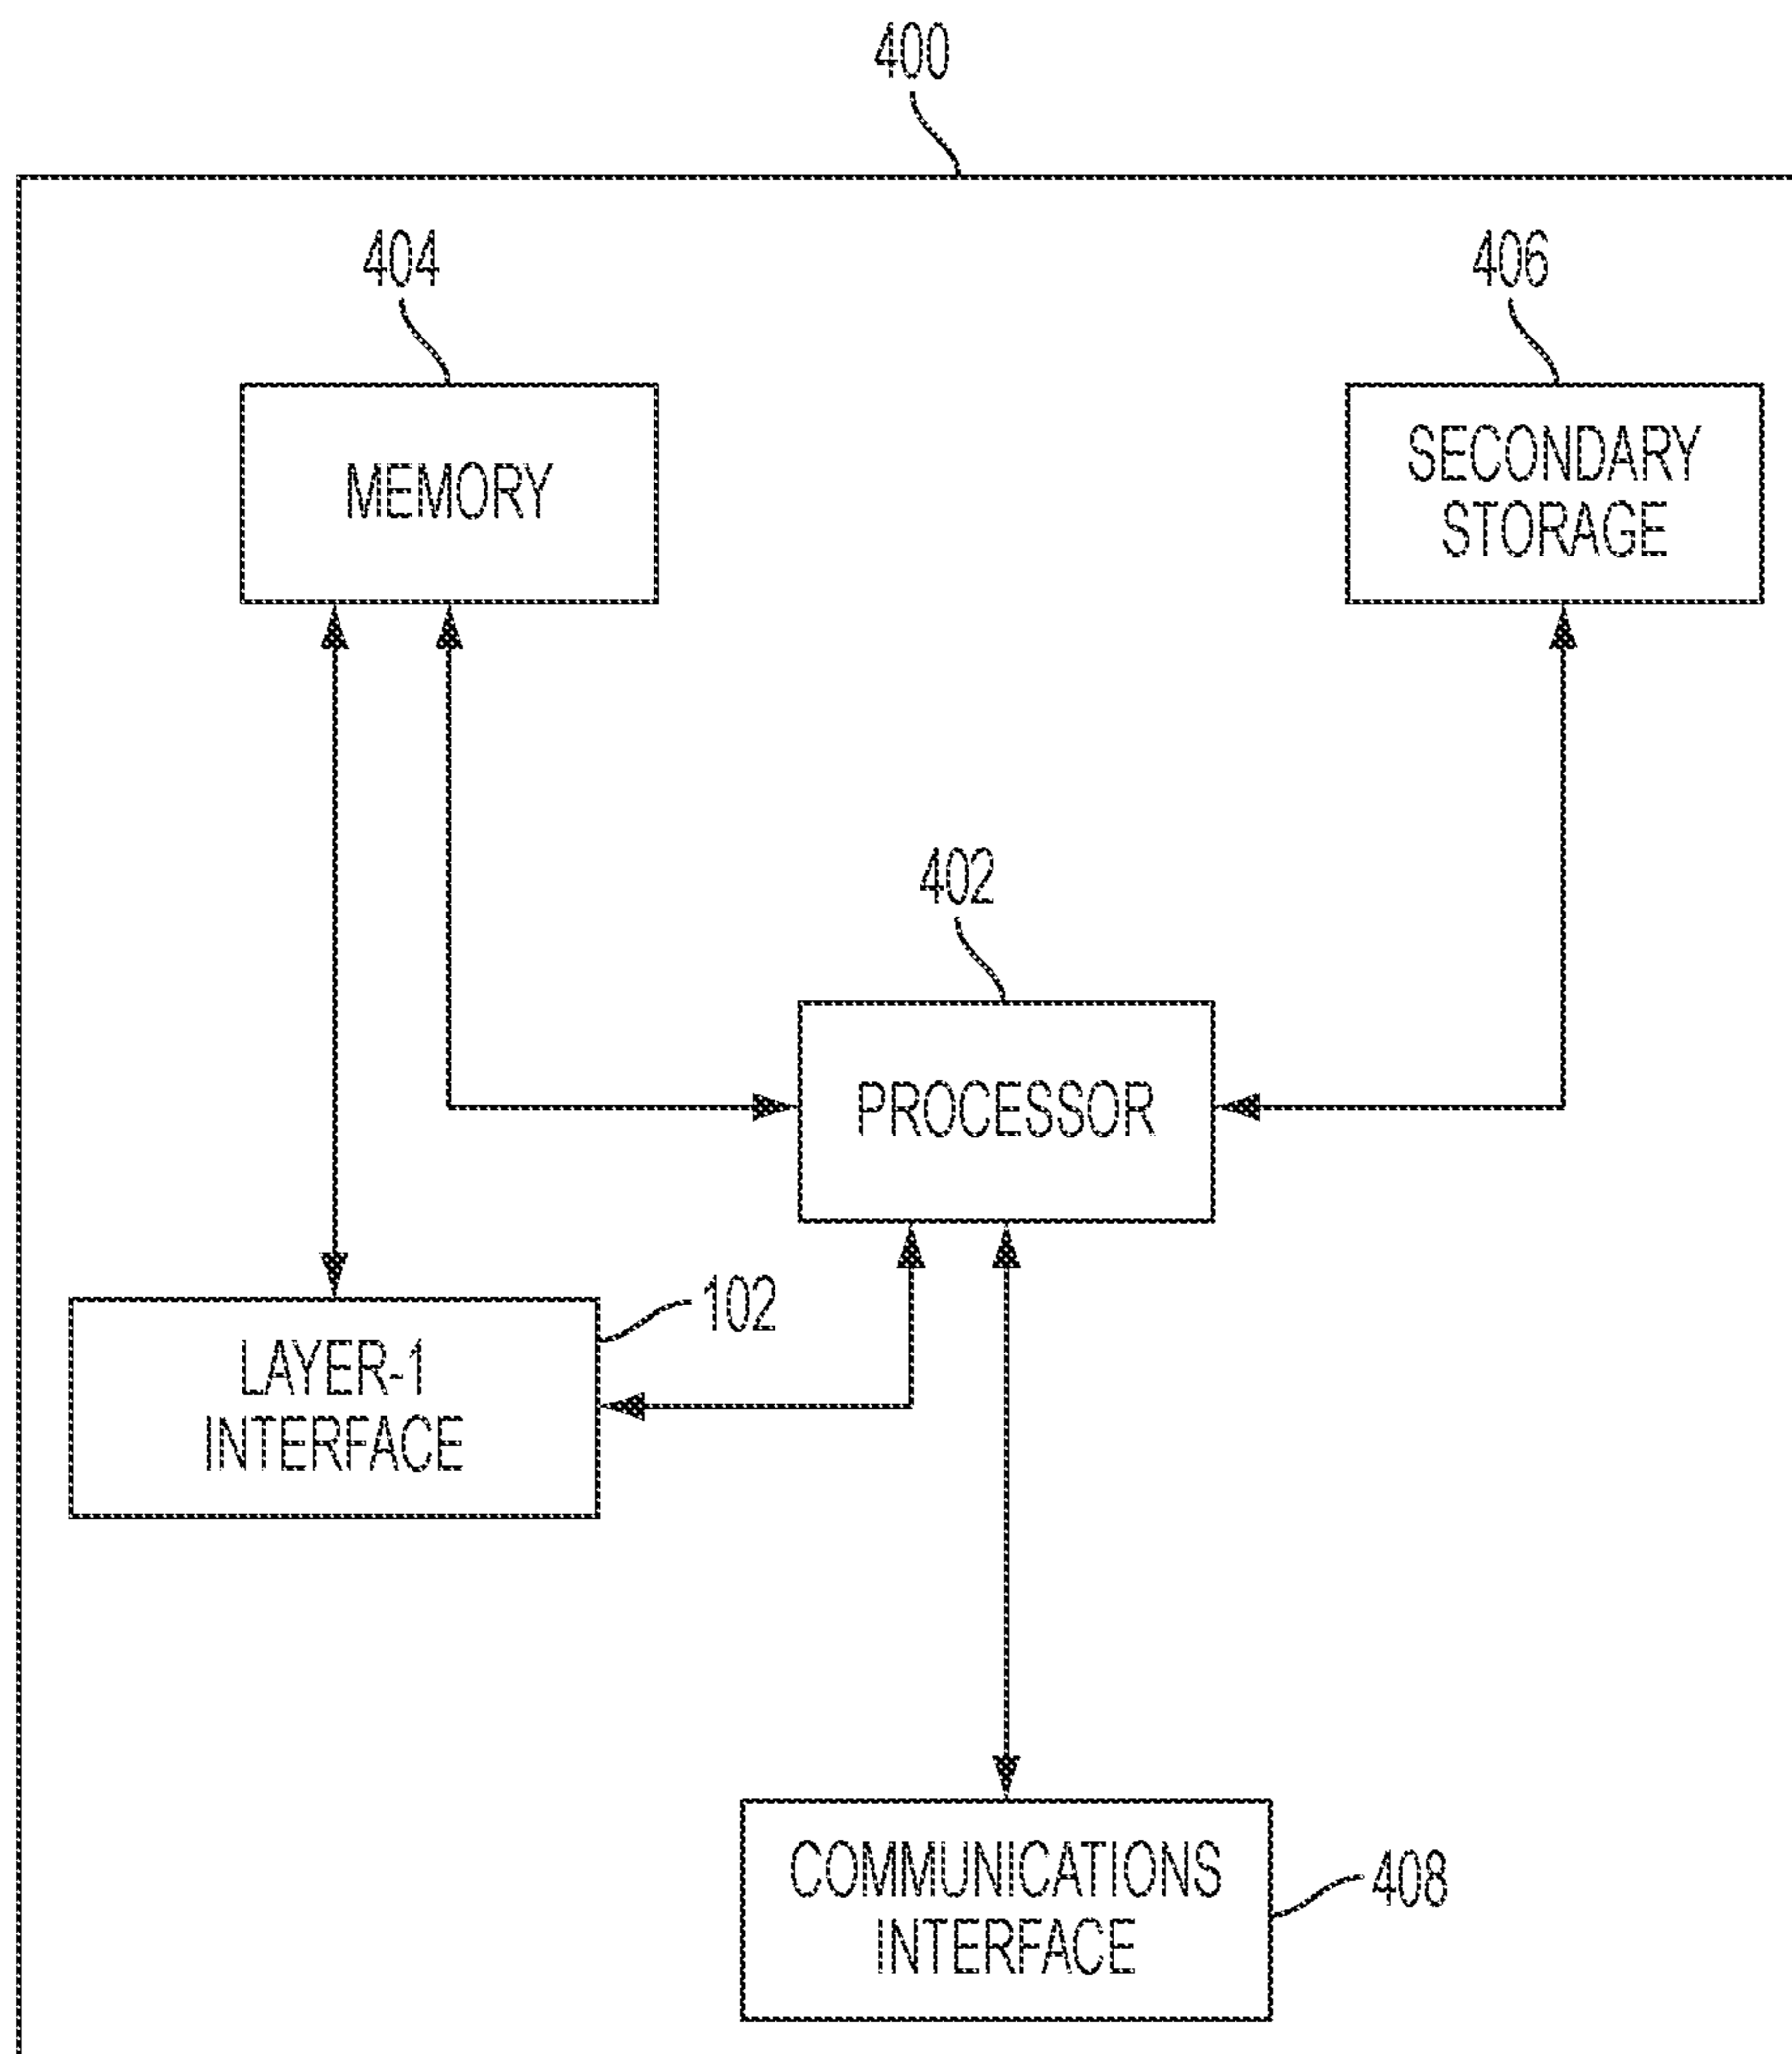 400
404
406
MEMORY
SECONDARY
STORAGE
402
PROCESSOR
102
LAYER-1
INTERFACE
COMMUNICATIONS
INTERFACE
408